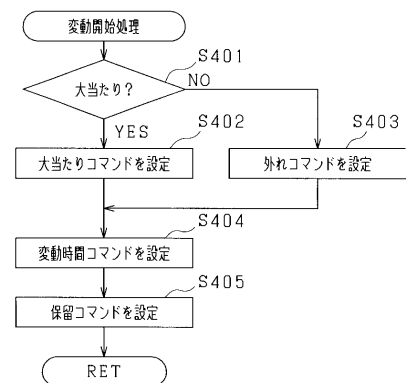 変動開始処理
S401
大当たり?
NO
YES
S402
S403
大当たりコマンドを設定
外れコマンドを設定
S404
変動時間コマンドを設定
S405
保留コマンドを設定
RET